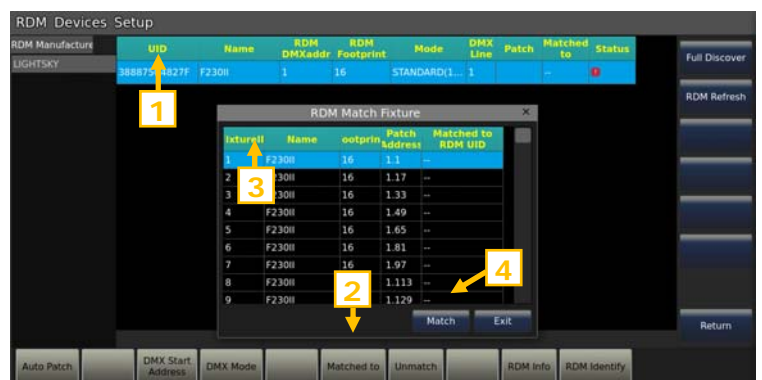 RDM Devices Setup
RDM Manufacture
LIGHTSKY
UID Name RDM DMXaddr RDM Footprint Mode DMX Line Patch Matched to Status
F230II 1 16 STANDARD(1... 1 --
Full Discover
RDM Refresh
1
RDM Match Fixture ×
ixtureII Name ootprin Patch Address Matched to RDM UID
1 F230II 16 1.1 --
2 F230II 16 1.17 --
3 F230II 16 1.33 --
4 F230II 16 1.49 --
5 F230II 16 1.65 --
6 F230II 16 1.81 --
7 F230II 16 1.97 --
8 F230II 1.113 --
9 F230II 1.129 --
3
4
2
Match Exit
Return
Auto Patch DMX Start Address DMX Mode Matched to Unmatch RDM Info RDM Identify